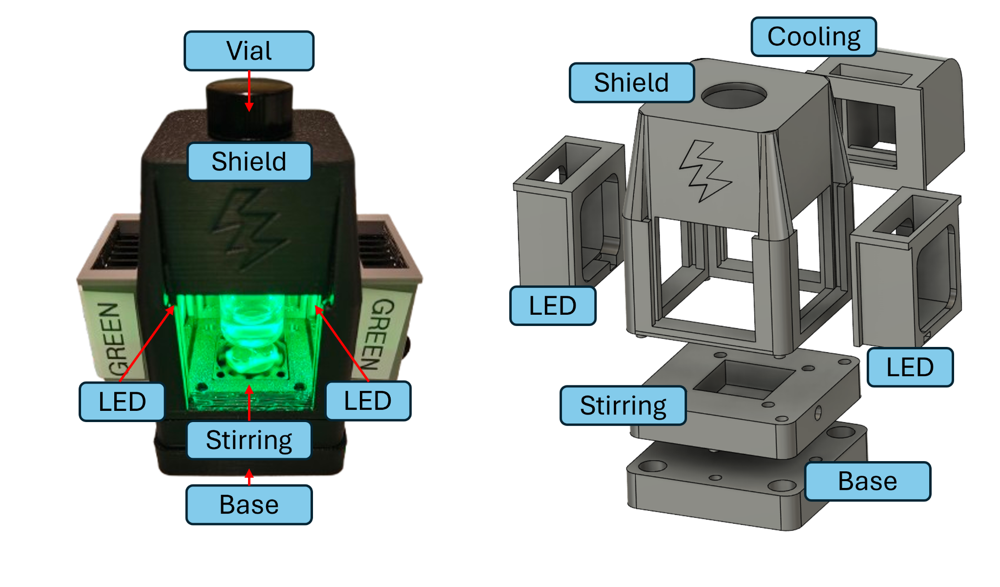 Vial
Shield
GREEN
GREEN
LED
LED
Stirring
Base
Cooling
Shield
LED
LED
Stirring
Base